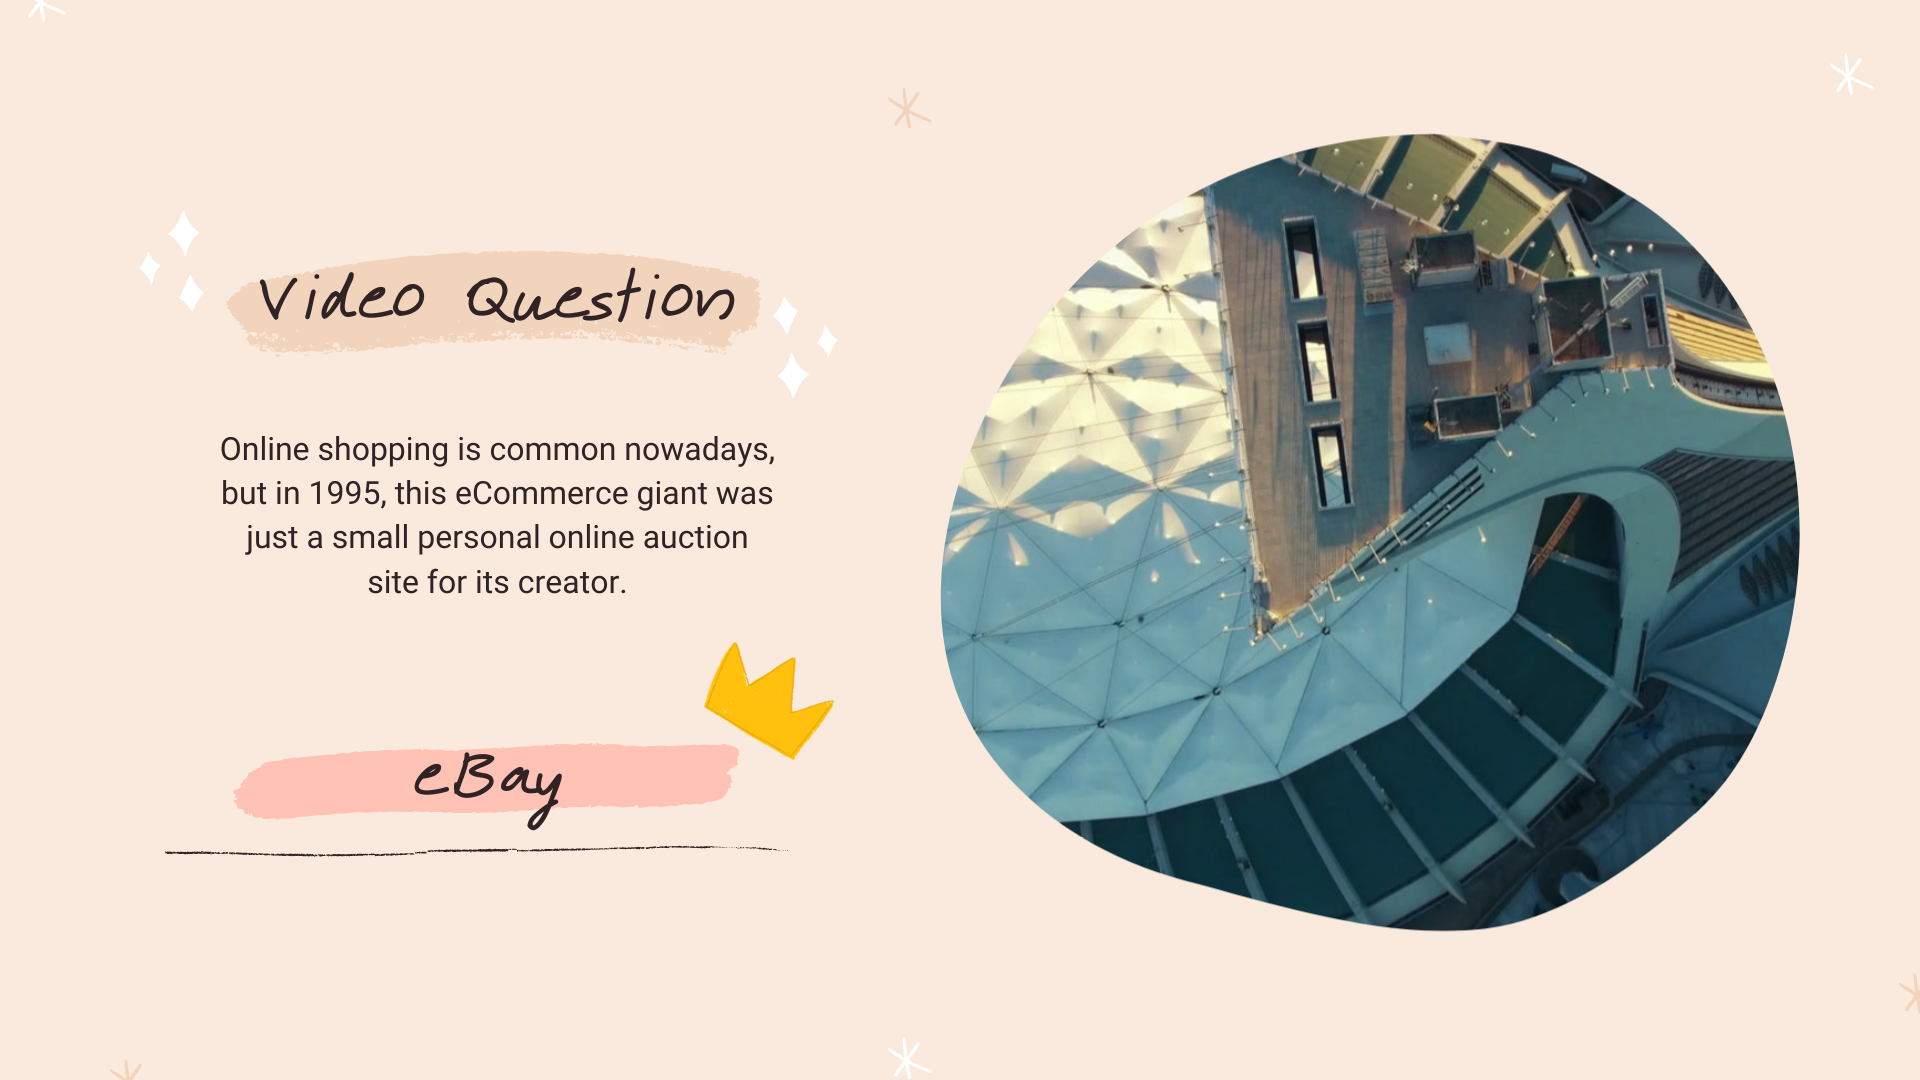 Video Question
Online shopping is common nowadays,
but in 1995, this eCommerce giant was
just a small personal online auction
site for its creator.
eBay